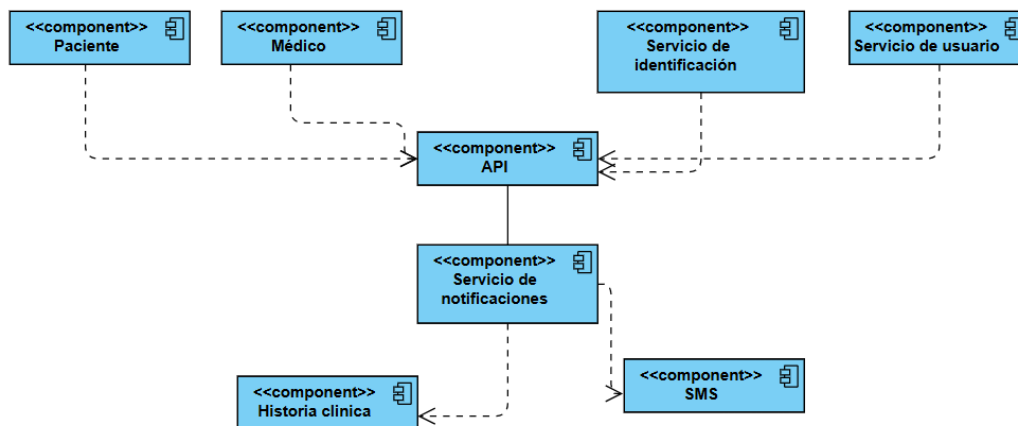 <<component>>
Paciente
<<component>>
Médico
<<component>>
Servicio de
identificación
<<component>>
Servicio de usuario
<<component>>
API
<<component>>
Servicio de
notificaciones
<<component>>
Historia clinica
<<component>>
SMS